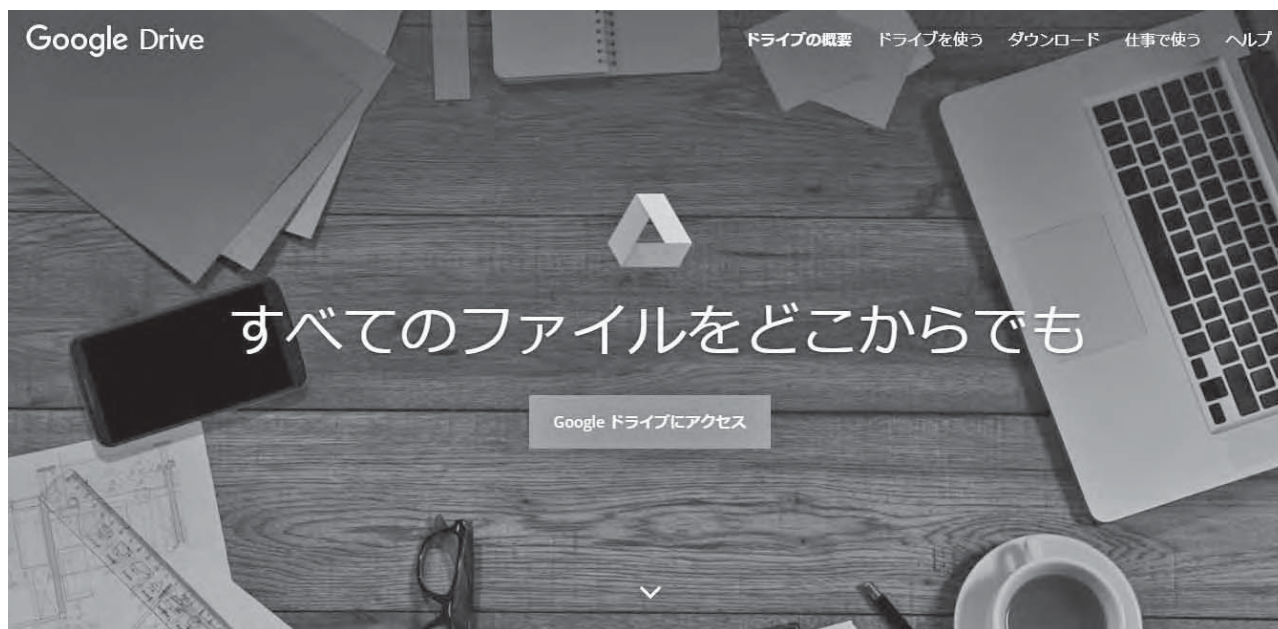 Google Drive
ドライブの概要 ドライブを使う ダウンロード 仕事で使う ヘルプ
すべてのファイルをどこからでも
Google ドライブにアクセス